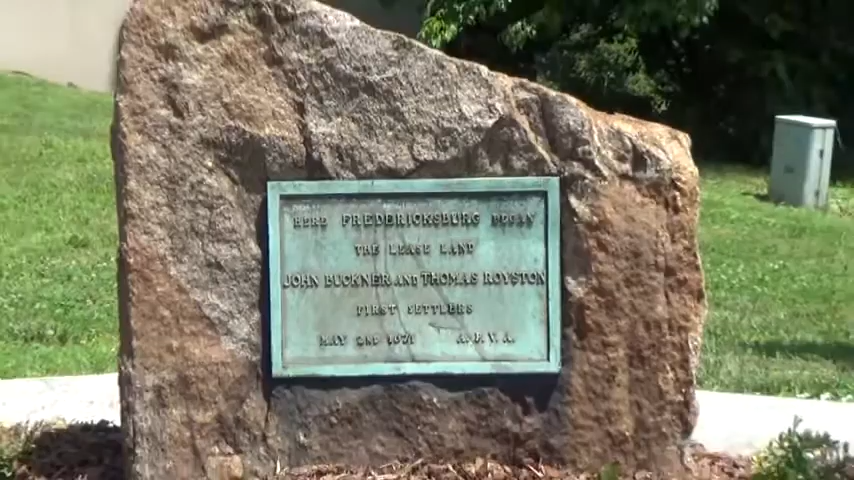 HERE FREDERICKSBURG BEGAN
THE LEASE LAND
JOHN BUCKNER AND THOMAS ROYSTON
FIRST SETTLERS
MAY 2ND 1671 A.P.V.A.